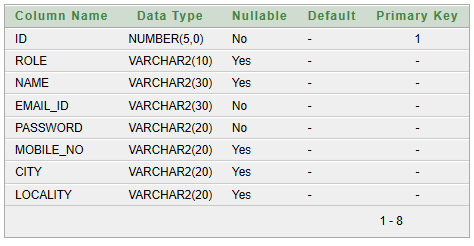 Column Name Data Type Nullable Default Primary Key
ID NUMBER(5,0) No - 1
ROLE VARCHAR2(10) Yes - -
NAME VARCHAR2(30) Yes - -
EMAIL_ID VARCHAR2(30) No - -
PASSWORD VARCHAR2(20) No - -
MOBILE_NO VARCHAR2(20) Yes - -
CITY VARCHAR2(20) Yes - -
LOCALITY VARCHAR2(20) Yes - -
1 - 8